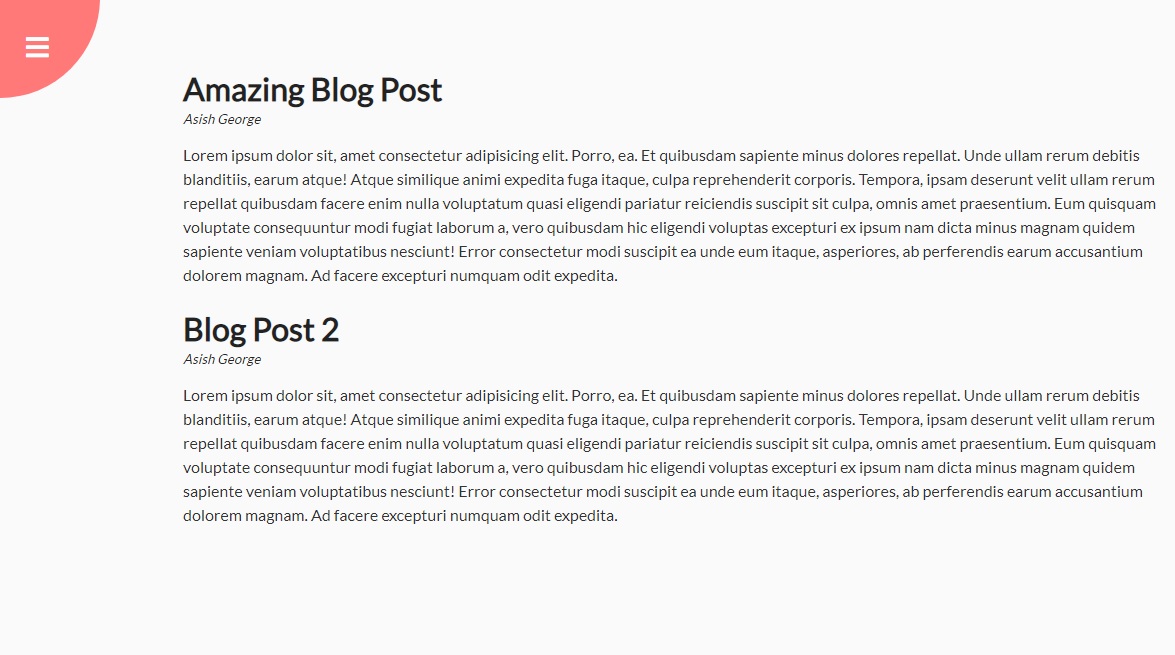 Amazing Blog Post
Asish George
Lorem ipsum dolor sit, amet consectetur adipisicing elit. Porro, ea. Et quibusdam sapiente minus dolores repellat. Unde ullam rerum debitis
blanditiis, earum atque! Atque similique animi expedita fuga itaque, culpa reprehenderit corporis. Tempora, ipsam deserunt velit ullam rerum
repellat quibusdam facere enim nulla voluptatum quasi eligendi pariatur reiciendis suscipit sit culpa, omnis amet praesentium. Eum quisquam
voluptate consequuntur modi fugiat laborum a, vero quibusdam hic eligendi voluptas excepturi ex ipsum nam dicta minus magnam quidem
sapiente veniam voluptatibus nesciunt! Error consectetur modi suscipit ea unde eum itaque, asperiores, ab perferendis earum accusantium
dolorem magnam. Ad facere excepturi numquam odit expedita.
Blog Post 2
Asish George
Lorem ipsum dolor sit, amet consectetur adipisicing elit. Porro, ea. Et quibusdam sapiente minus dolores repellat. Unde ullam rerum debitis
blanditiis, earum atque! Atque similique animi expedita fuga itaque, culpa reprehenderit corporis. Tempora, ipsam deserunt velit ullam rerum
repellat quibusdam facere enim nulla voluptatum quasi eligendi pariatur reiciendis suscipit sit culpa, omnis amet praesentium. Eum quisquam
voluptate consequuntur modi fugiat laborum a, vero quibusdam hic eligendi voluptas excepturi ex ipsum nam dicta minus magnam quidem
sapiente veniam voluptatibus nesciunt! Error consectetur modi suscipit ea unde eum itaque, asperiores, ab perferendis earum accusantium
dolorem magnam. Ad facere excepturi numquam odit expedita.